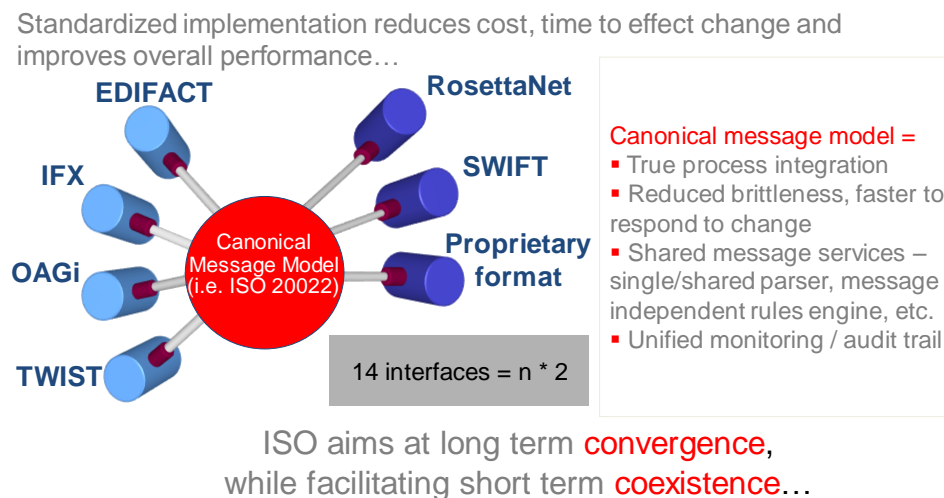 Standardized implementation reduces cost, time to effect change and
improves overall performance…
EDIFACT
RosettaNet
IFX
SWIFT
OAGi
Proprietary
format
TWIST
Canonical
Message Model
(i.e. ISO 20022)
14 interfaces = n * 2
Canonical message model =
▪ True process integration
▪ Reduced brittleness, faster to
respond to change
▪ Shared message services –
single/shared parser, message
independent rules engine, etc.
▪ Unified monitoring / audit trail
ISO aims at long term convergence,
while facilitating short term coexistence…